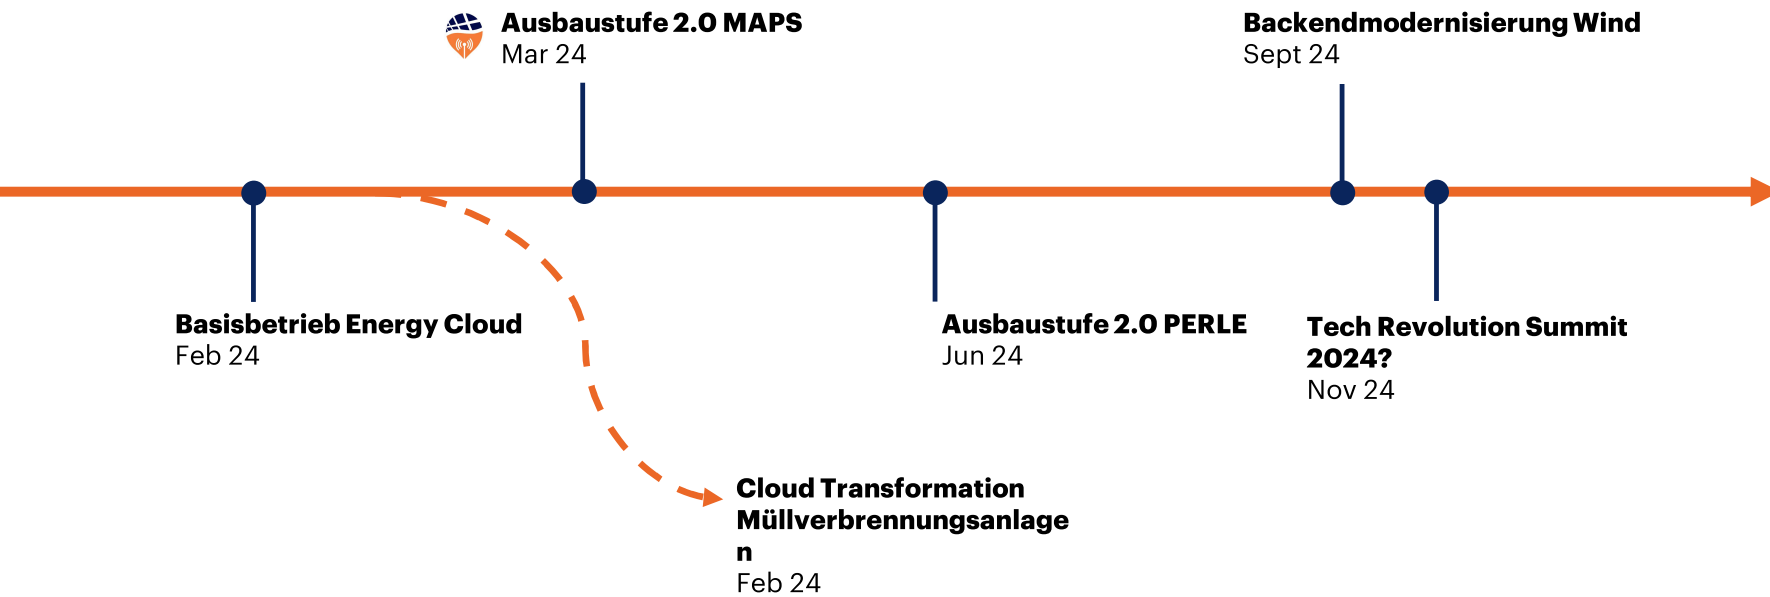 Ausbaustufe 2.0 MAPS
Mar 24
Backendmodernisierung Wind
Sept 24
Basisbetrieb Energy Cloud
Feb 24
Ausbaustufe 2.0 PERLE
Jun 24
Tech Revolution Summit
2024?
Nov 24
Cloud Transformation
Müllverbrennungsanlage
n
Feb 24